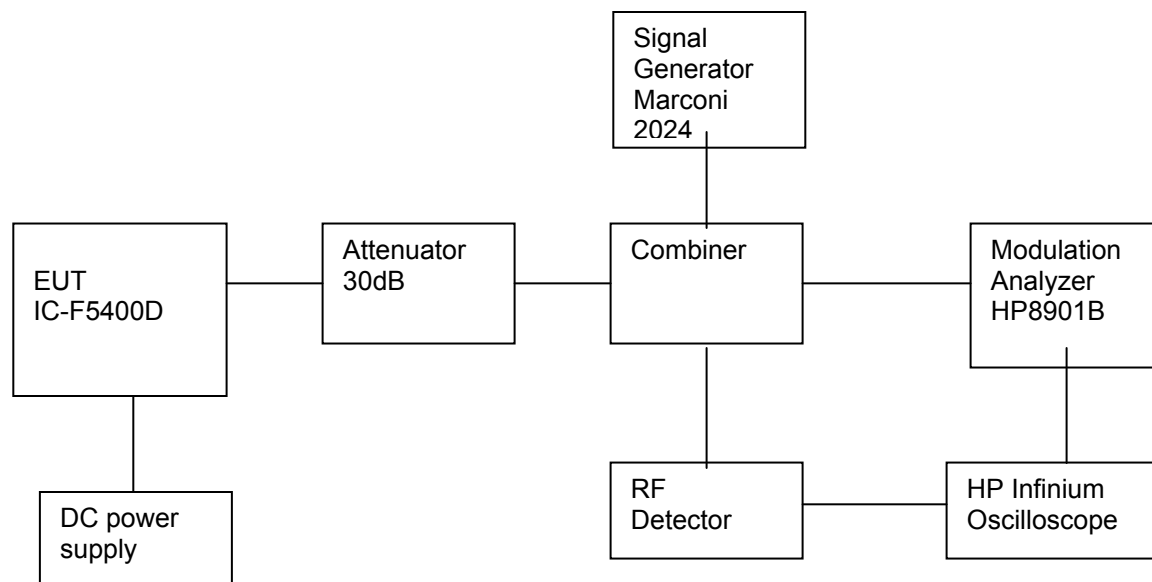 Signal
Generator
Marconi
2024
EUT
IC-F5400D
Attenuator
30dB
Combiner
Modulation
Analyzer
HP8901B
DC power
supply
RF
Detector
HP Infinium
Oscilloscope